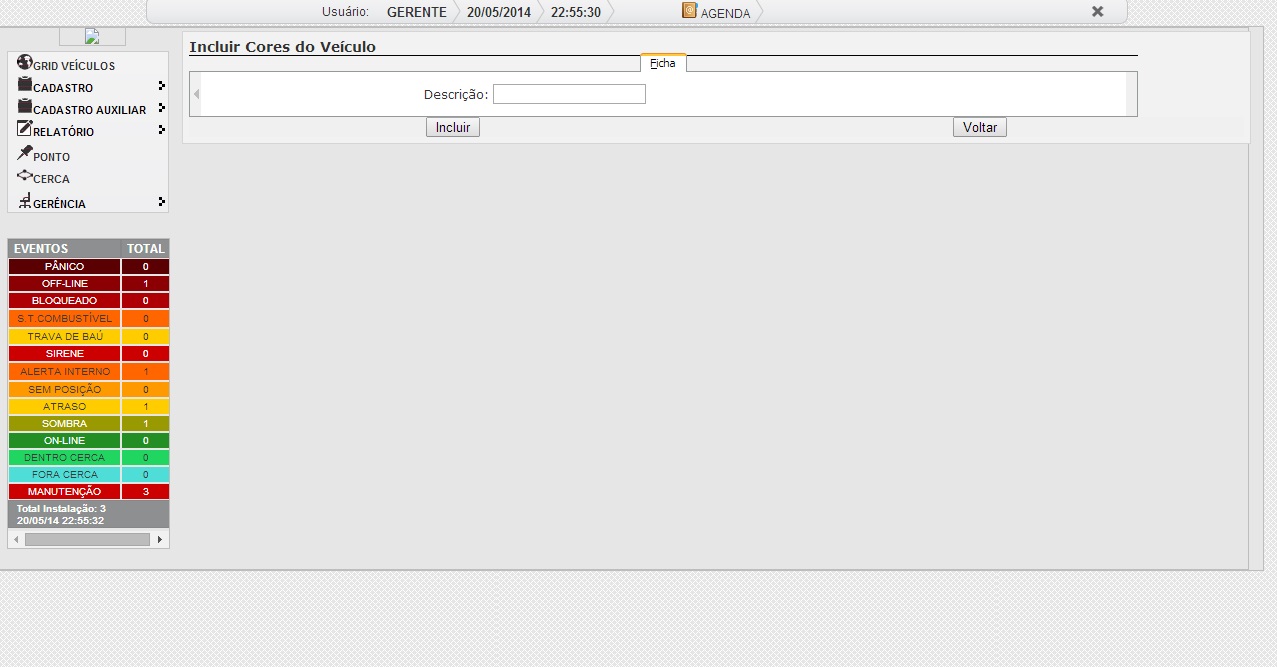 Usuário: GERENTE 20/05/2014 22:55:30 AGENDA
GRID VEÍCULOS
CADASTRO
CADASTRO AUXILIAR
RELATÓRIO
PONTO
CERCA
GERÊNCIA
EVENTOS TOTAL
PÂNICO 0
OFF-LINE 1
BLOQUEADO 0
S.T.COMBUSTÍVEL 0
TRAVA DE BAÚ 0
SIRENE 0
ALERTA INTERNO 1
SEM POSIÇÃO 0
ATRASO 1
SOMBRA 1
ON-LINE 0
DENTRO CERCA 0
FORA CERCA 0
MANUTENÇÃO 3
Total Instalação: 3
20/05/14 22:55:32
Incluir Cores do Veículo
Ficha
Descrição:
Incluir Voltar